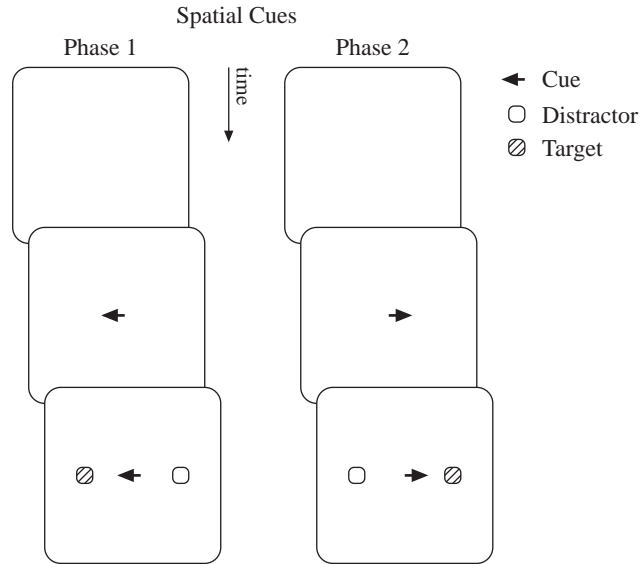 Spatial Cues
Phase 1
Phase 2
time
Cue
Distractor
Target